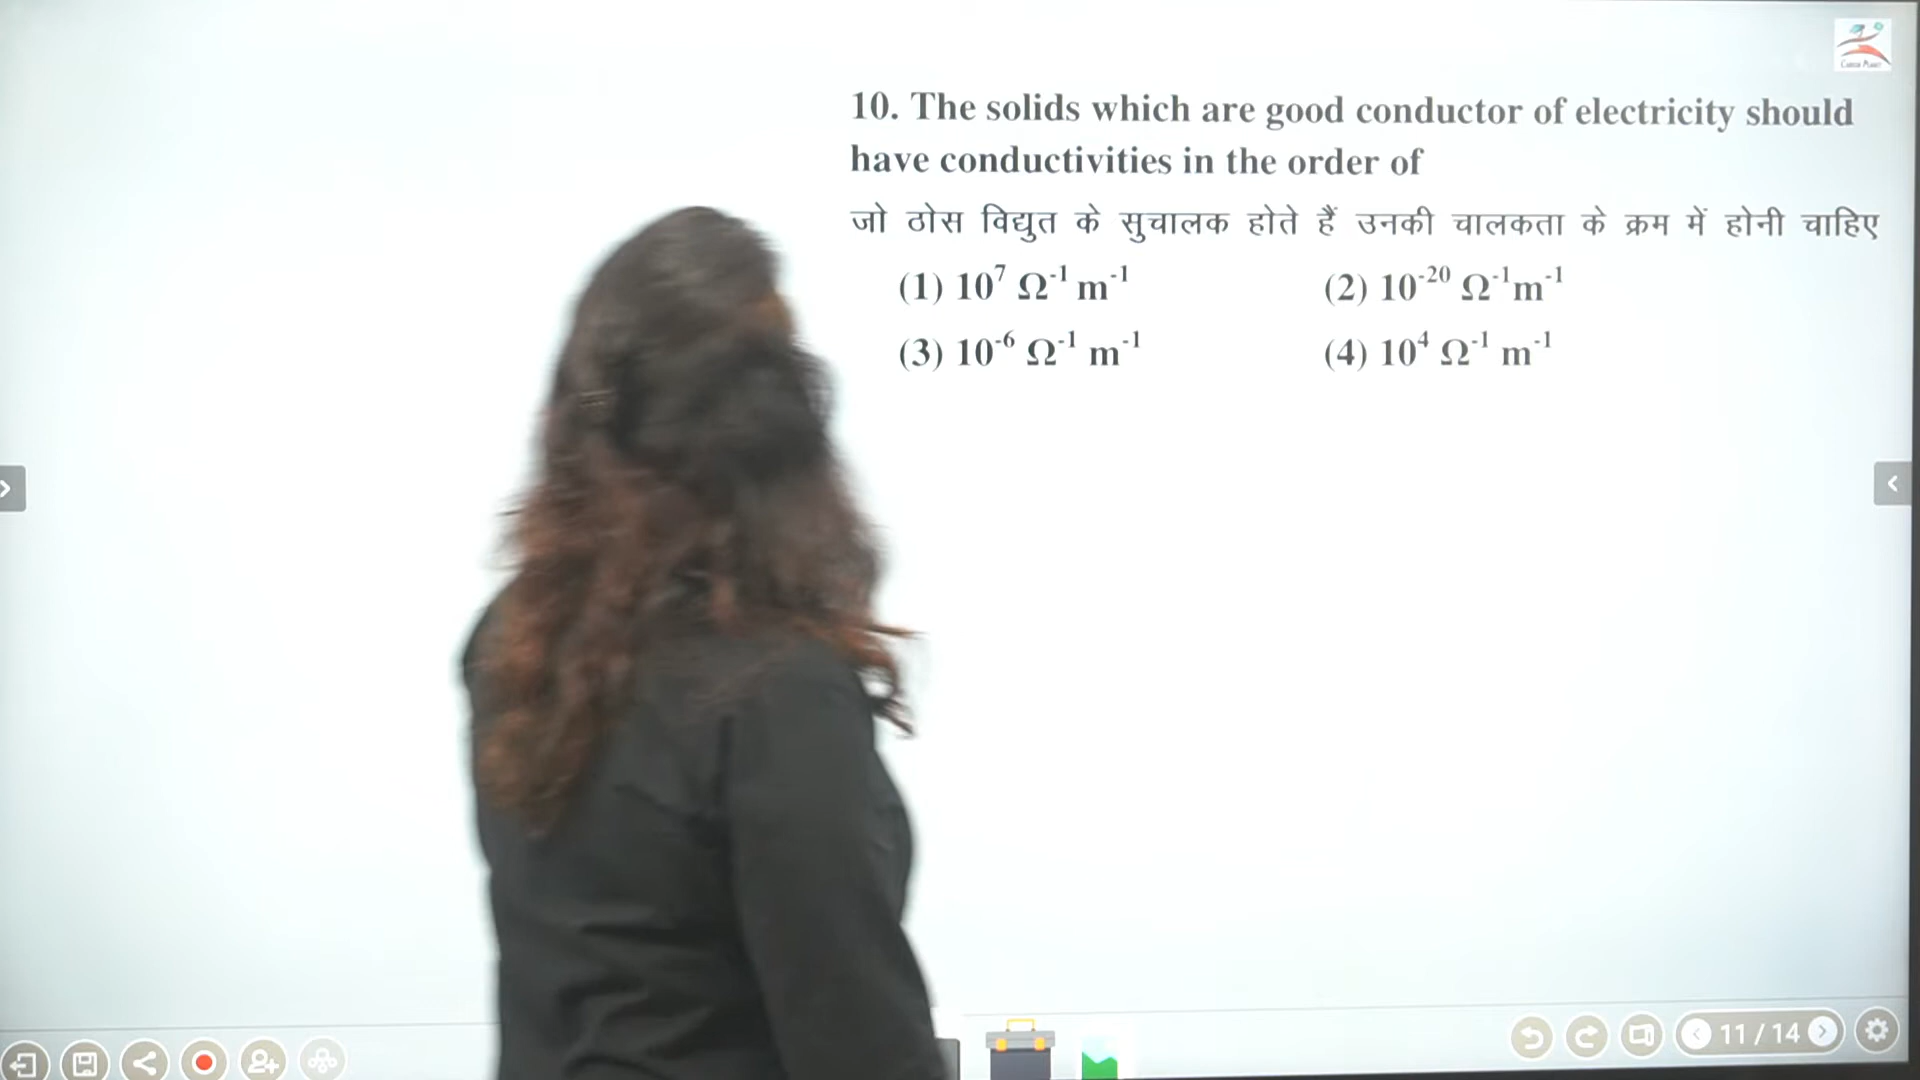 10. The solids which are good conductor of electricity should
have conductivities in the order of
जो ठोस विद्युत के सुचालक होते हैं उनकी चालकता के क्रम में होनी चाहिए
(1) 10⁷ Ω⁻¹ m⁻¹ (2) 10⁻²⁰ Ω⁻¹m⁻¹
(3) 10⁻⁶ Ω⁻¹ m⁻¹ (4) 10⁴ Ω⁻¹ m⁻¹
11 / 14